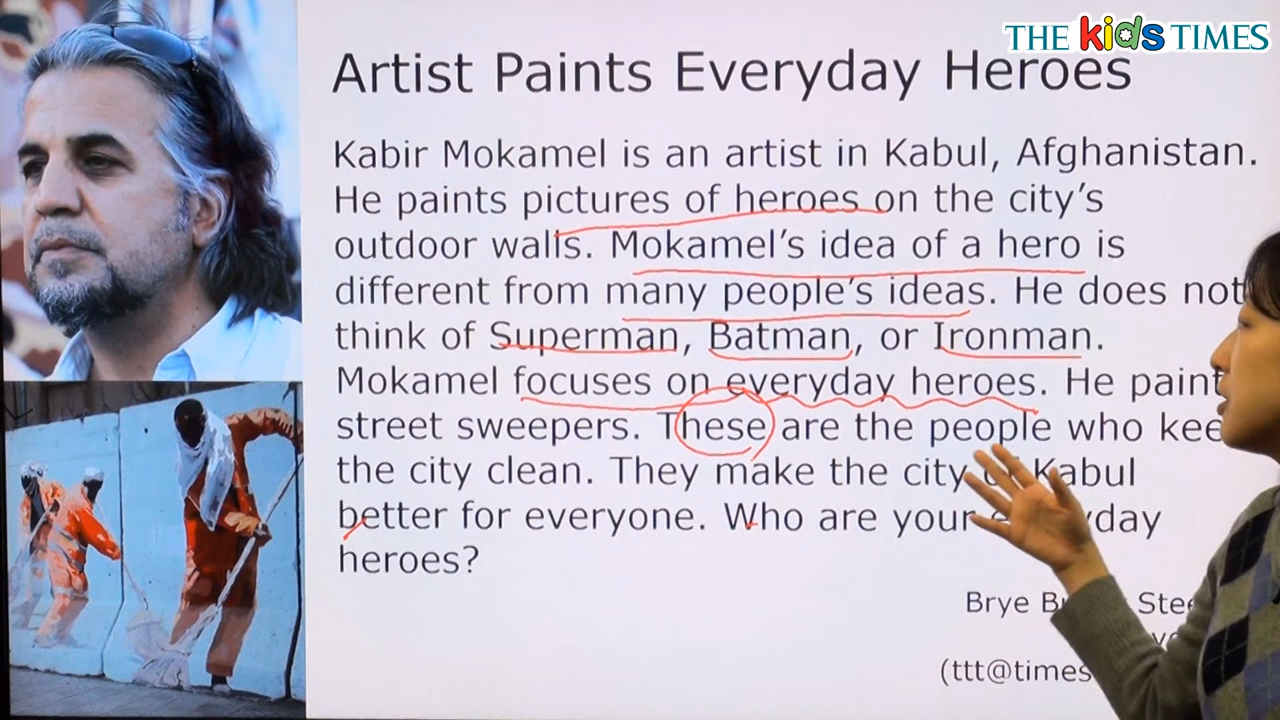 THE kids TIMES
Artist Paints Everyday Heroes
Kabir Mokamel is an artist in Kabul, Afghanistan.
He paints pictures of heroes on the city's
outdoor walls. Mokamel's idea of a hero is
different from many people's ideas. He does not
think of Superman, Batman, or Ironman.
Mokamel focuses on everyday heroes. He paint
street sweepers. These are the people who kee
the city clean. They make the city of Kabul
better for everyone. Who are your
heroes?
Brye
(ttt@times